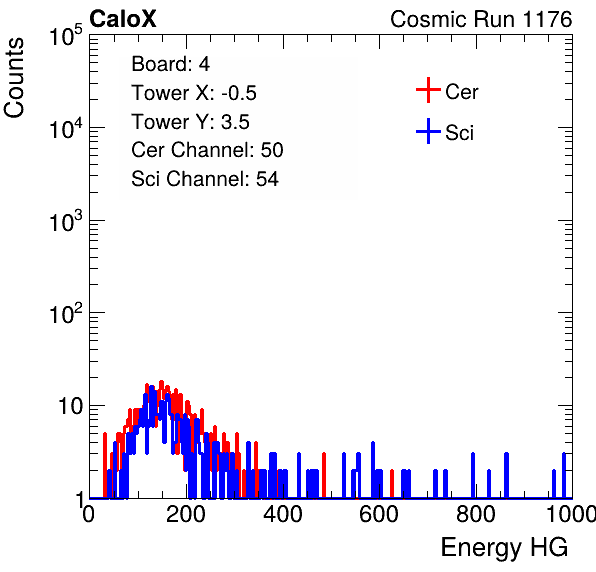 CaloX Cosmic Run 1176
Counts
10^5
10^4
10^3
10^2
10
1
Board: 4
Tower X: -0.5
Tower Y: 3.5
Cer Channel: 50
Sci Channel: 54
Cer
Sci
0 200 400 600 800 1000
Energy HG